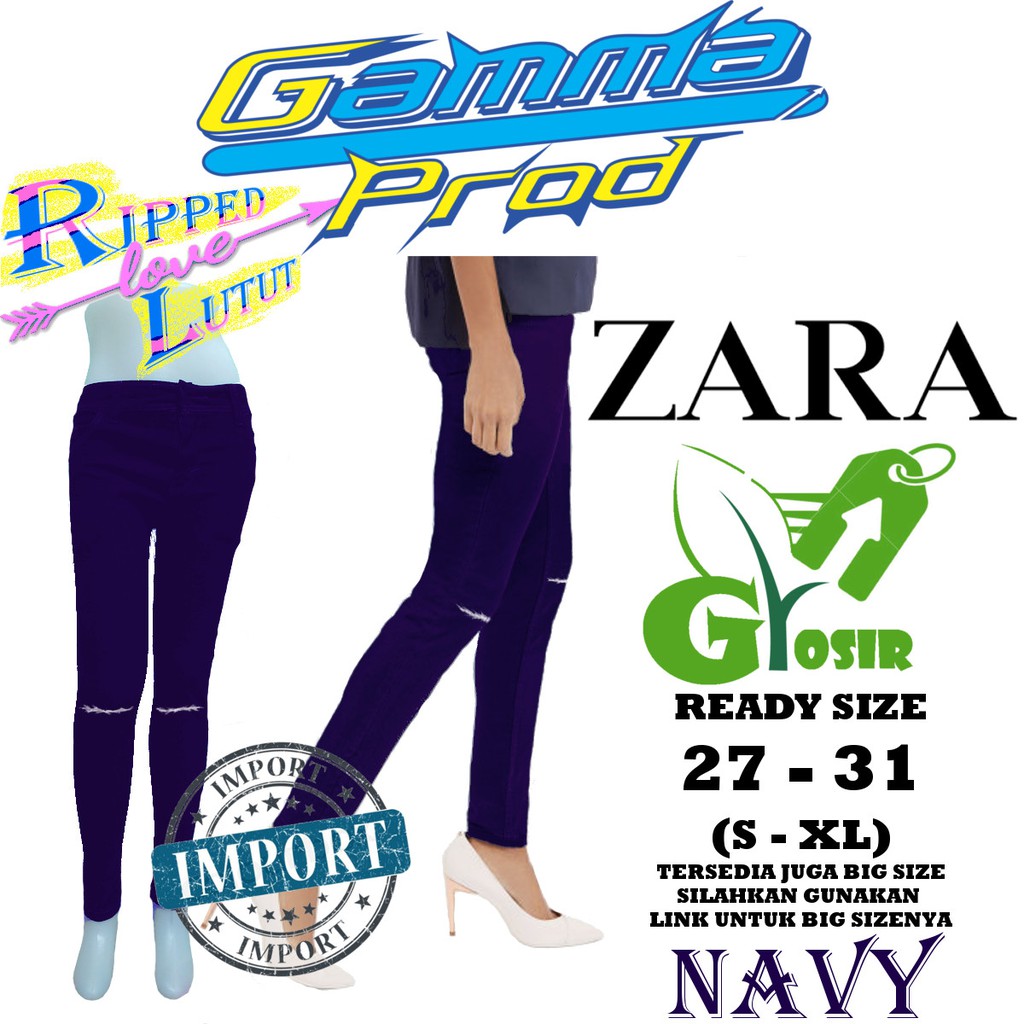 Gamma
Prod
RIPPED
love
LUTUT
ZARA
GrOSIR
READY SIZE
27 - 31
(S - XL)
TERSEDIA JUGA BIG SIZE
SILAHKAN GUNAKAN
LINK UNTUK BIG SIZENYA
NAVY
IMPORT
IMPORT
IMPORT